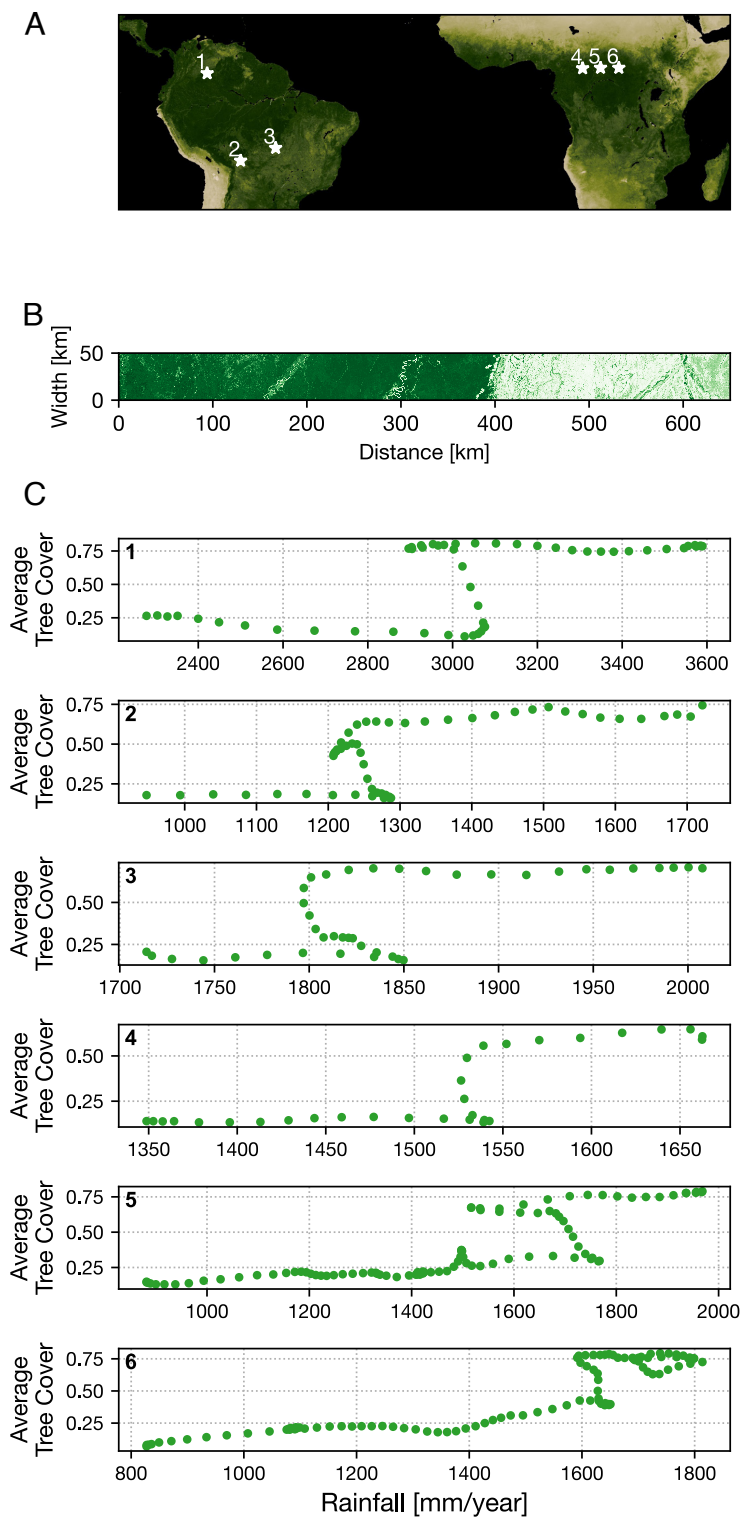 A
1
4 5 6
2 3
B
Width [km]
50
0
0 100 200 300 400 500 600
Distance [km]
C
Average
Tree Cover
0.75
0.50
0.25
1
2400 2600 2800 3000 3200 3400 3600
Average
Tree Cover
0.75
0.50
0.25
2
1000 1100 1200 1300 1400 1500 1600 1700
Average
Tree Cover
0.50
0.25
3
1700 1750 1800 1850 1900 1950 2000
Average
Tree Cover
0.50
0.25
4
1350 1400 1450 1500 1550 1600 1650
Average
Tree Cover
0.75
0.50
0.25
5
1000 1200 1400 1600 1800 2000
Average
Tree Cover
0.75
0.50
0.25
6
800 1000 1200 1400 1600 1800
Rainfall [mm/year]